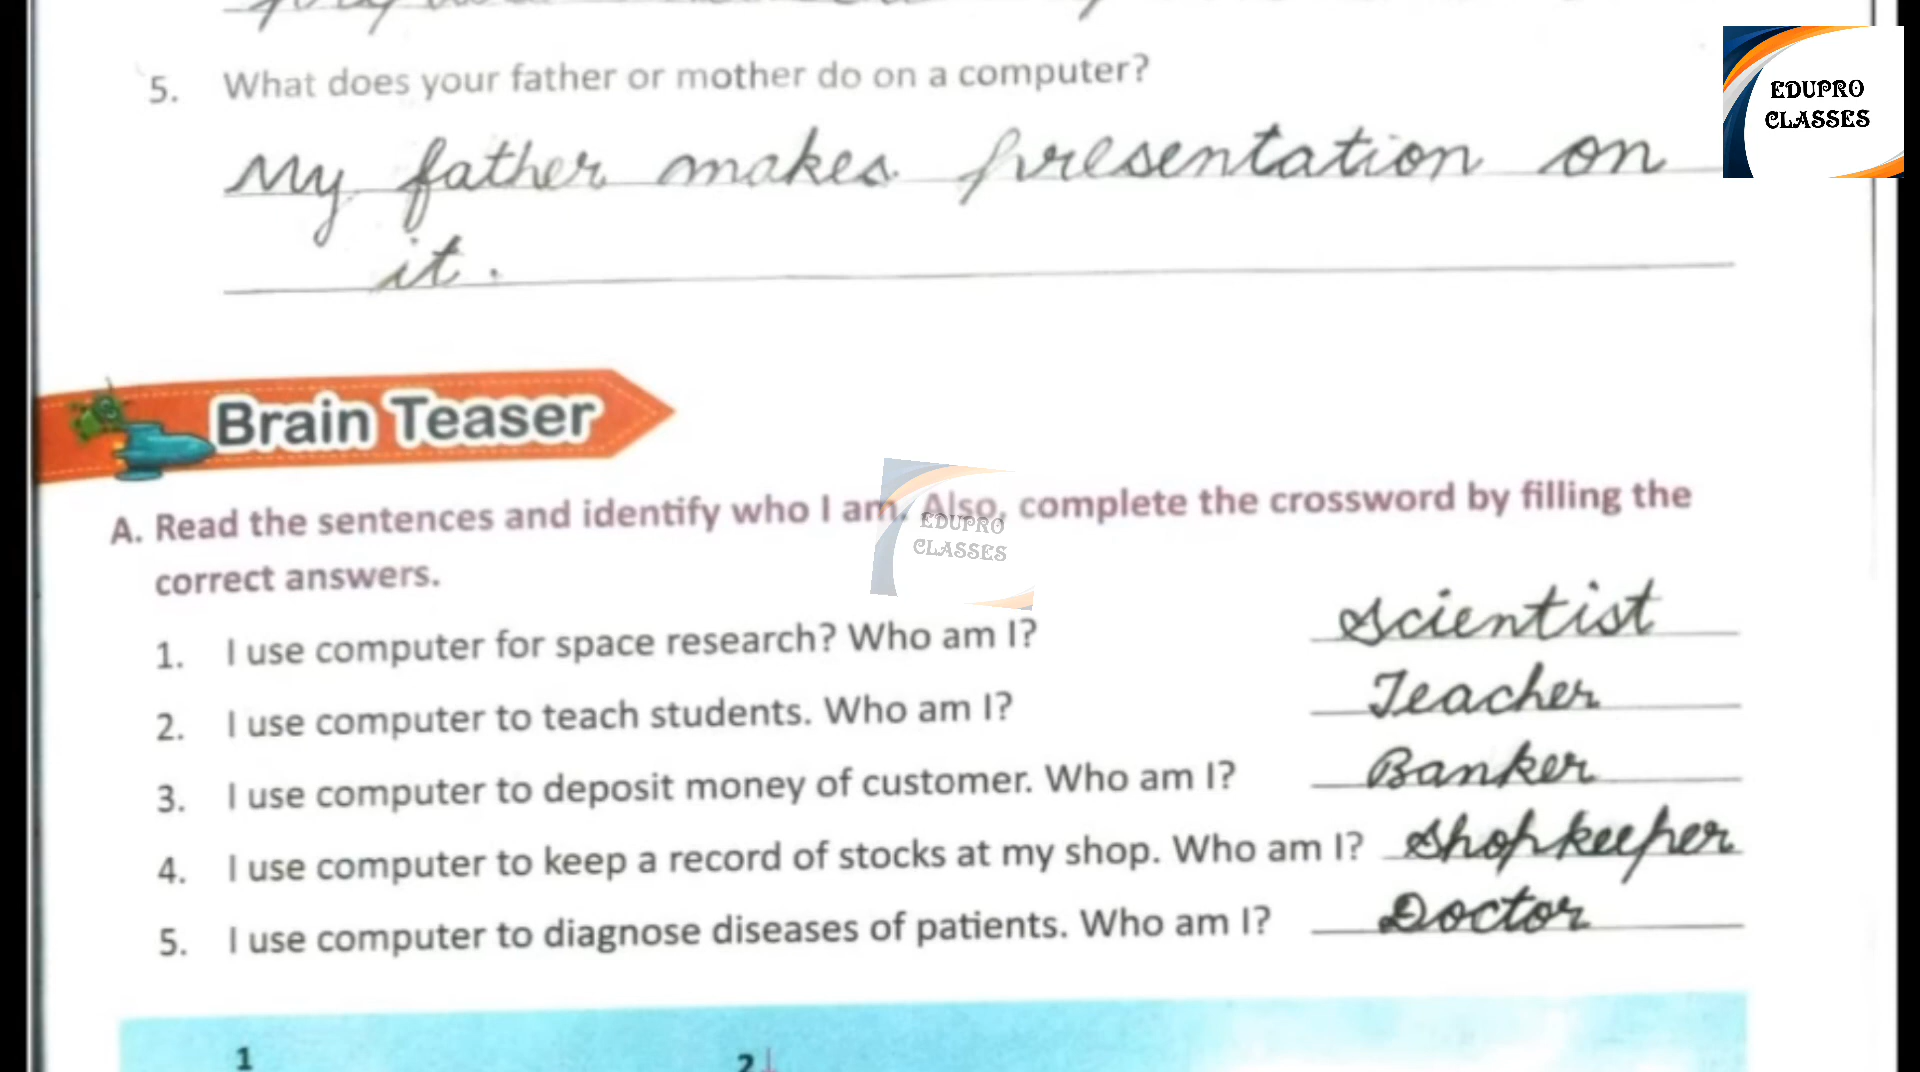 5. What does your father or mother do on a computer?
EDUPRO
CLASSES
My father makes presentation on
it.
Brain Teaser
A. Read the sentences and identify who I am. Also, complete the crossword by filling the
correct answers.
EDUPRO
CLASSES
1. I use computer for space research? Who am I? Scientist
2. I use computer to teach students. Who am I? Teacher
3. I use computer to deposit money of customer. Who am I? Banker
4. I use computer to keep a record of stocks at my shop. Who am I? Shopkeeper
5. I use computer to diagnose diseases of patients. Who am I? Doctor
1 2